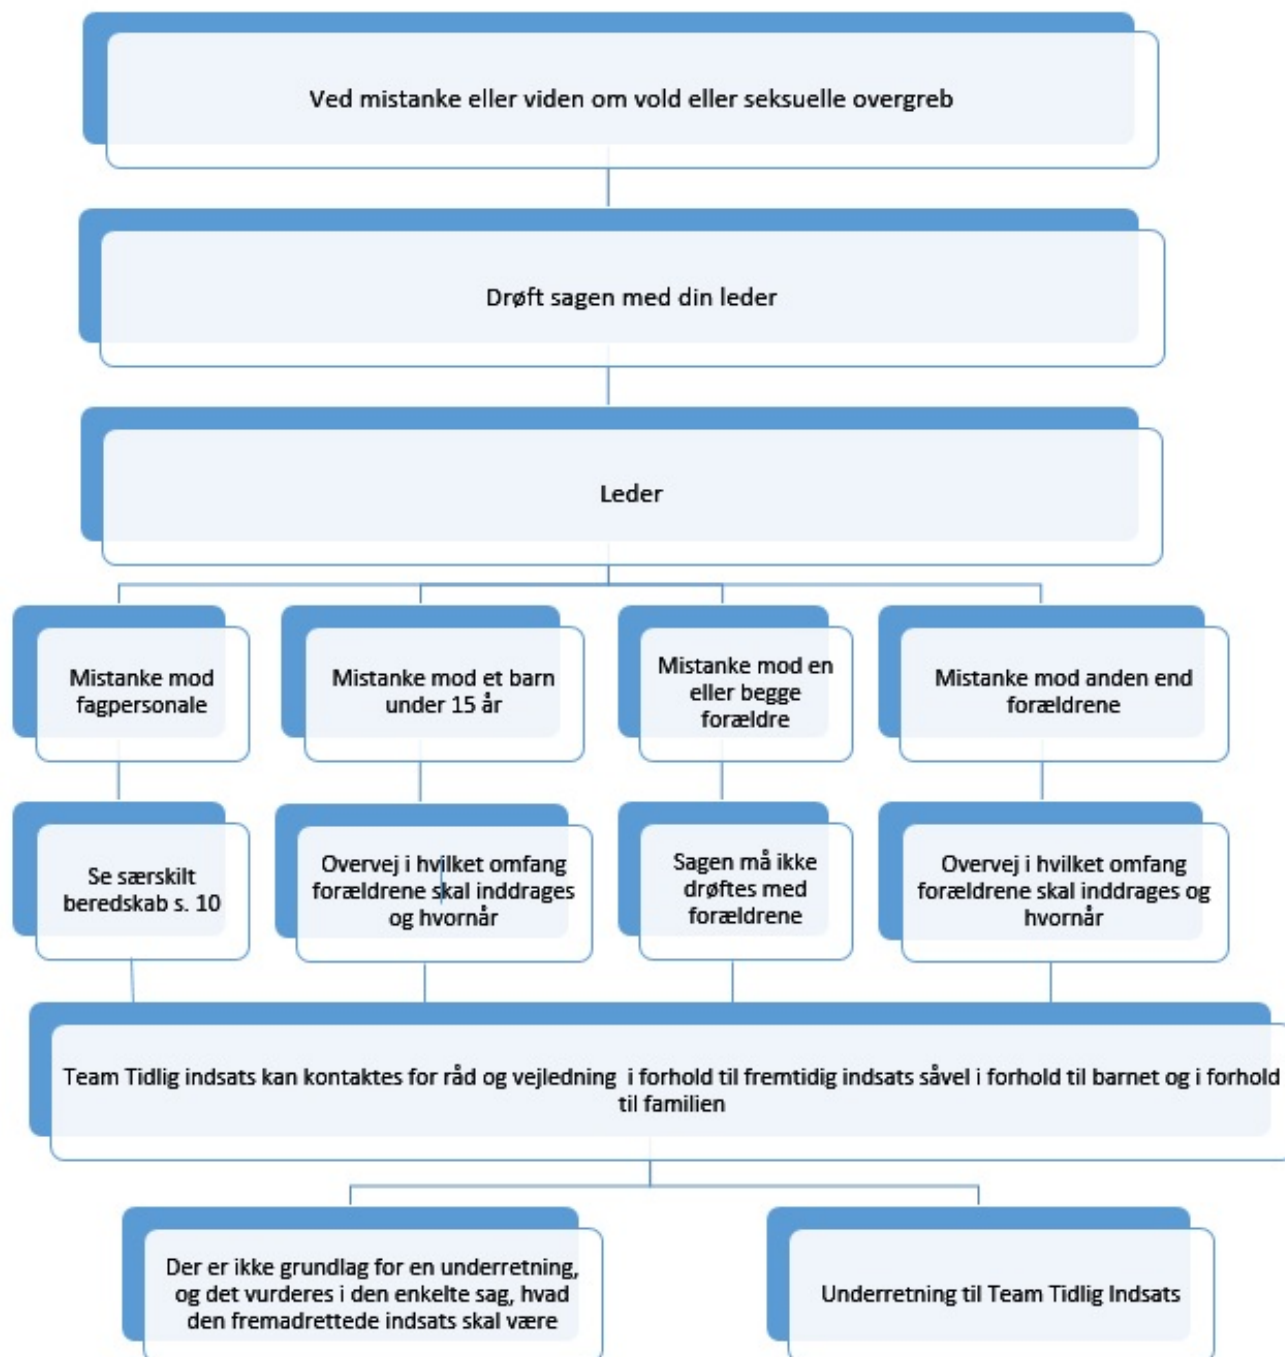 Ved mistanke eller viden om vold eller seksuelle overgreb
Drøft sagen med din leder
Leder
Mistanke mod
fagpersonale
Mistanke mod et barn
under 15 år
Mistanke mod en
eller begge
forældre
Mistanke mod anden end
forældrene
Se særskilt
beredskab s. 10
Overvej i hvilket omfang
forældrene skal inddrages
og hvornår
Sagen må ikke
drøftes med
forældrene
Overvej i hvilket omfang
forældrene skal inddrages og
hvornår
Team Tidlig indsats kan kontaktes for råd og vejledning i forhold til fremtidig indsats såvel i forhold til barnet og i forhold
til familien
Der er ikke grundlag for en underretning,
og det vurderes i den enkelte sag, hvad
den fremadrettede indsats skal være
Underretning til Team Tidlig Indsats